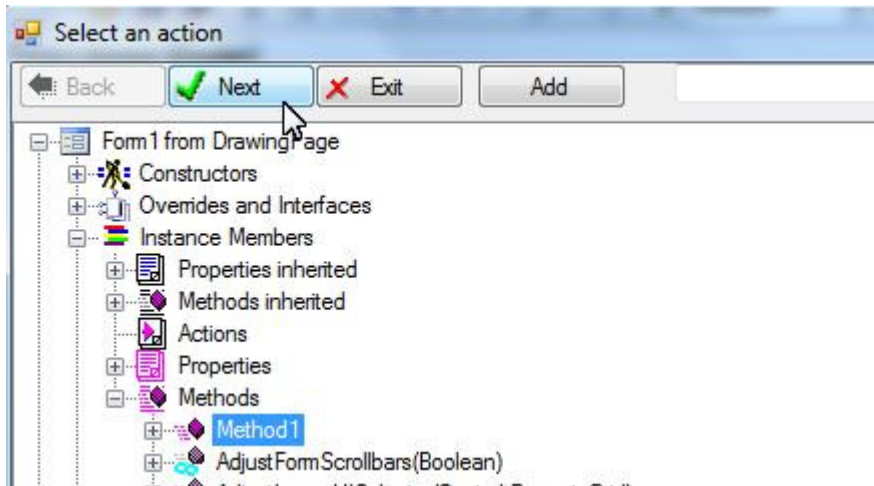 Select an action
Back Next Exit Add
Form1 from DrawingPage
Constructors
Overrides and Interfaces
Instance Members
Properties inherited
Methods inherited
Actions
Properties
Methods
Method1
AdjustFormScrollbars(Boolean)